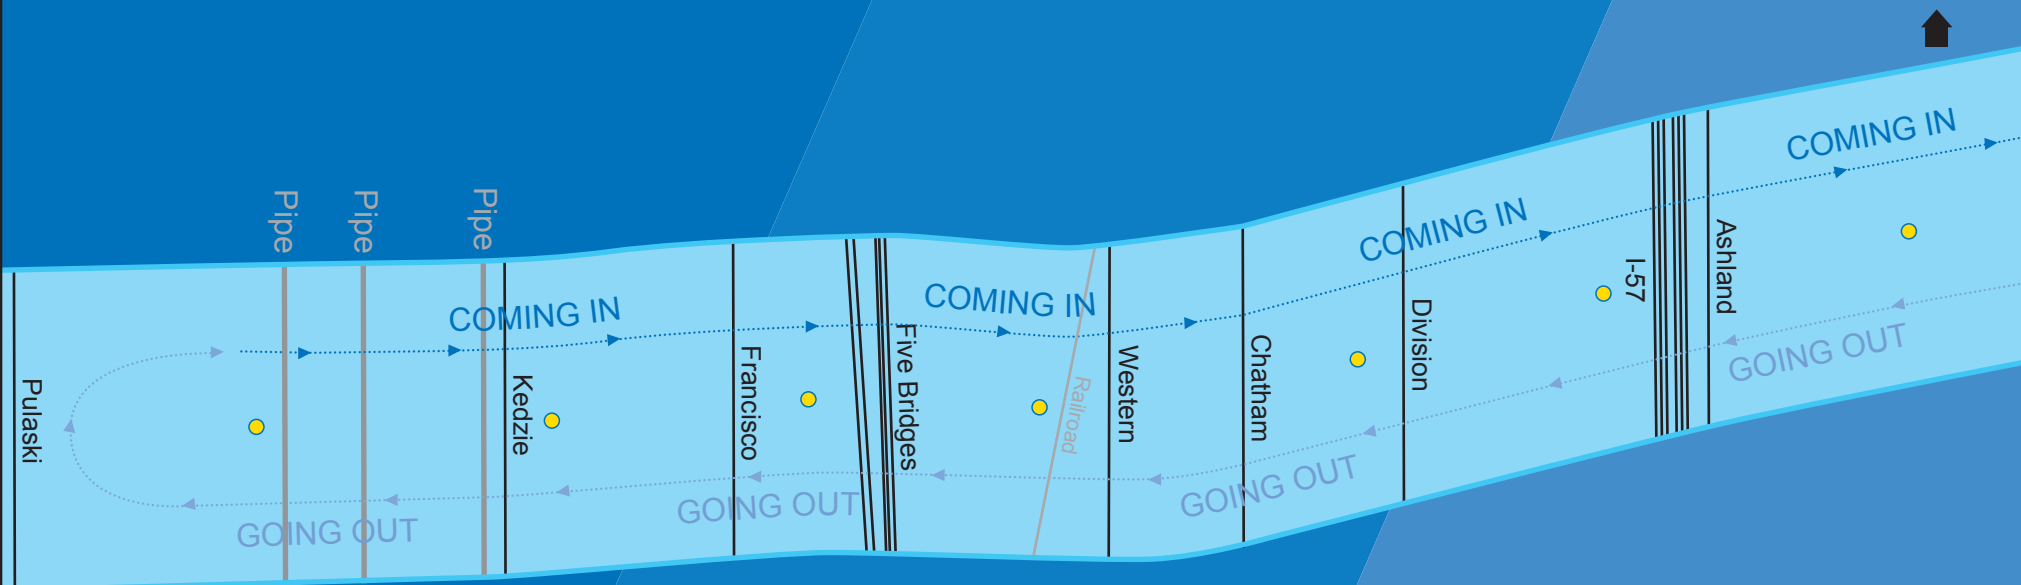 COMING IN
Pipe
Pipe
Pipe
COMING IN
COMING IN
COMING IN
Ashland
I-57
Division
Chatham
Western
Railroad
Five Bridges
Francisco
Kedzie
Pulaski
GOING OUT
GOING OUT
GOING OUT
GOING OUT